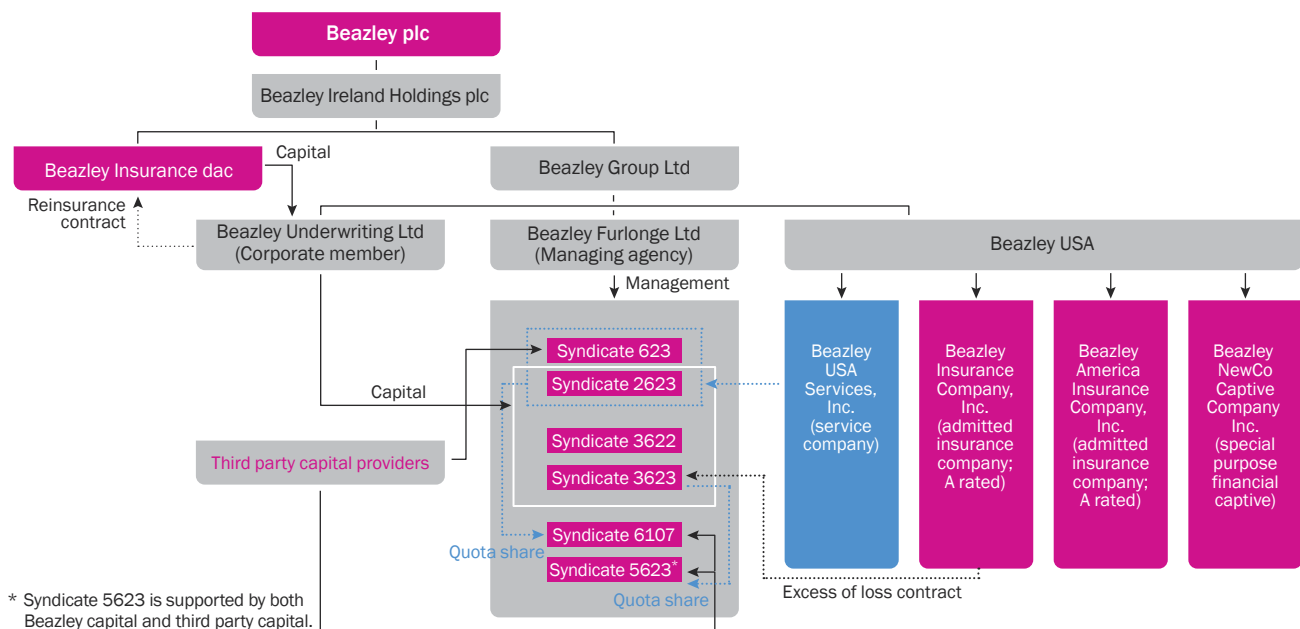 Beazley plc
Beazley Ireland Holdings plc
Beazley Insurance dac
Capital
Beazley Group Ltd
Reinsurance
contract
Beazley Underwriting Ltd
(Corporate member)
Beazley Furlonge Ltd
(Managing agency)
Beazley USA
Management
Syndicate 623
Syndicate 2623
Capital
Syndicate 3622
Third party capital providers
Syndicate 3623
Beazley
USA
Services,
Inc.
(service
company)
Beazley
Insurance
Company,
Inc.
(admitted
insurance
company;
A rated)
Beazley
America
Insurance
Company,
Inc.
(admitted
insurance
company;
A rated)
Beazley
NewCo
Captive
Company
Inc.
(special
purpose
financial
captive)
Syndicate 6107
Quota share
Syndicate 5623*
Quota share
Excess of loss contract
* Syndicate 5623 is supported by both
Beazley capital and third party capital.